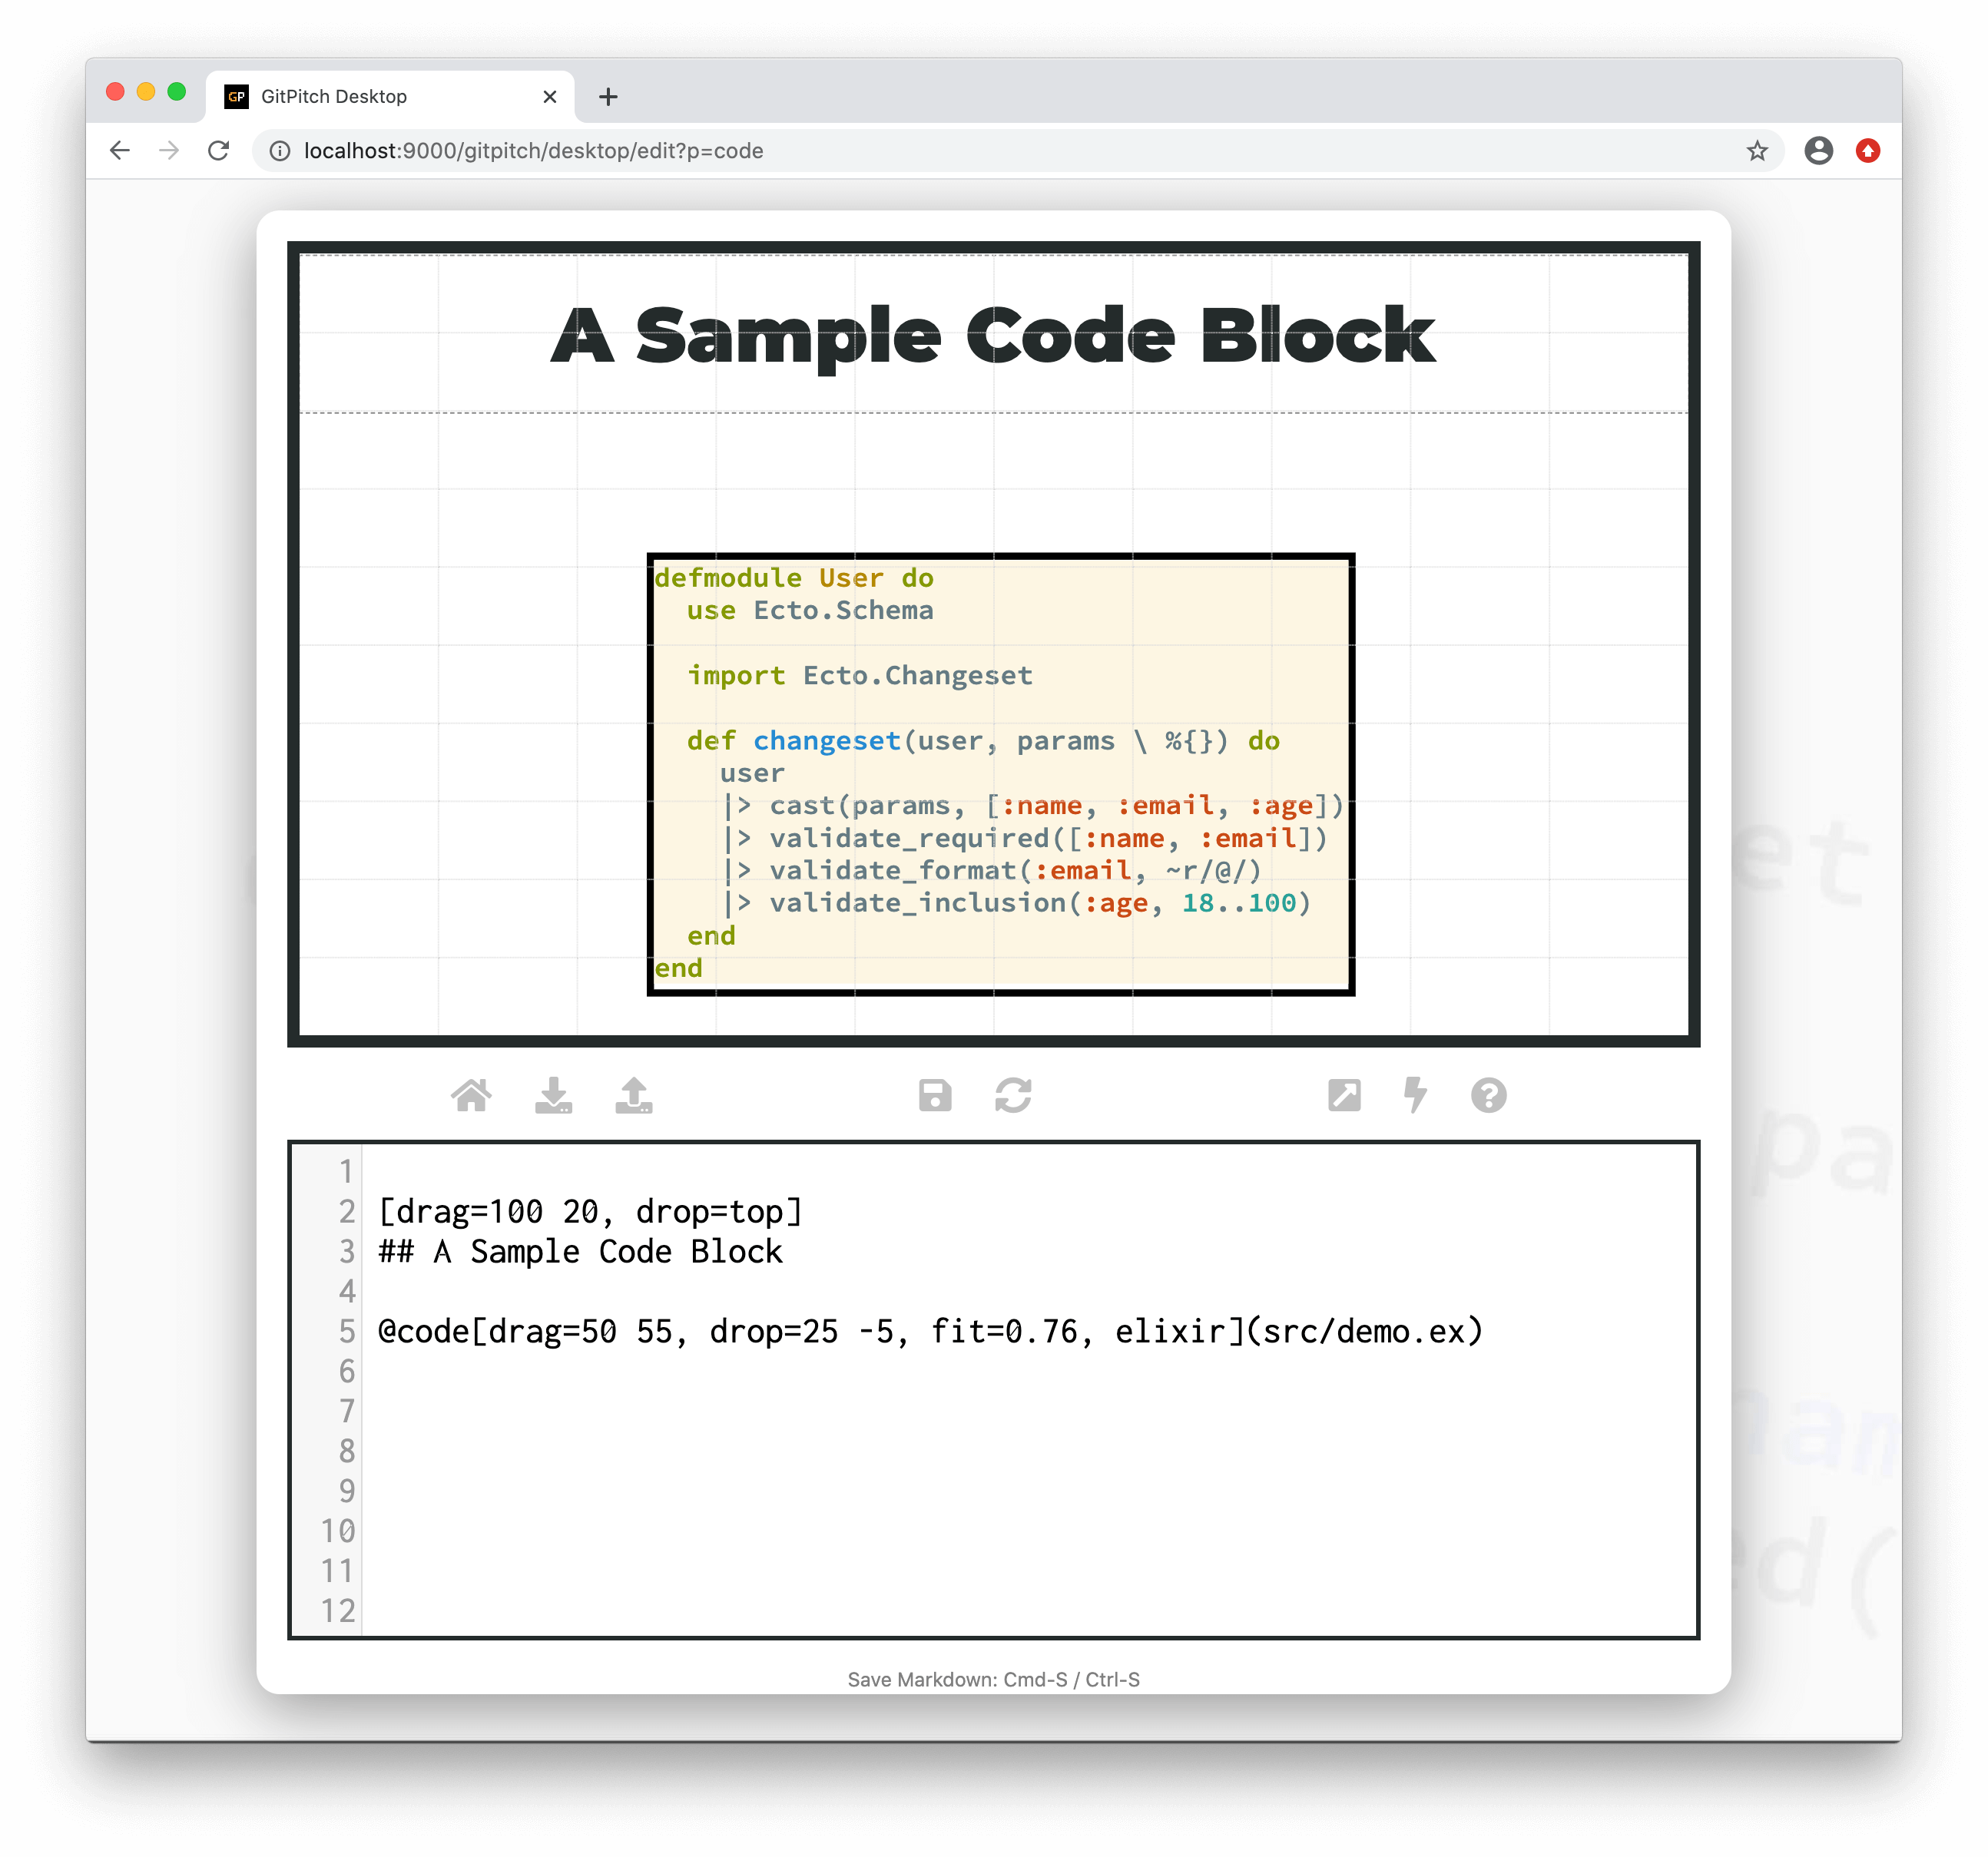 GP GitPitch Desktop
localhost:9000/gitpitch/desktop/edit?p=code
A Sample Code Block
defmodule User do
  use Ecto.Schema
  import Ecto.Changeset
  def changeset(user, params \ %{}) do
    user
    |> cast(params, [:name, :email, :age])
    |> validate_required([:name, :email])
    |> validate_format(:email, ~r/@/)
    |> validate_inclusion(:age, 18..100)
  end
end
1
2 [drag=100 20, drop=top]
3 ## A Sample Code Block
4
5 @code[drag=50 55, drop=25 -5, fit=0.76, elixir](src/demo.ex)
6
7
8
9
10
11
12
Save Markdown: Cmd-S / Ctrl-S